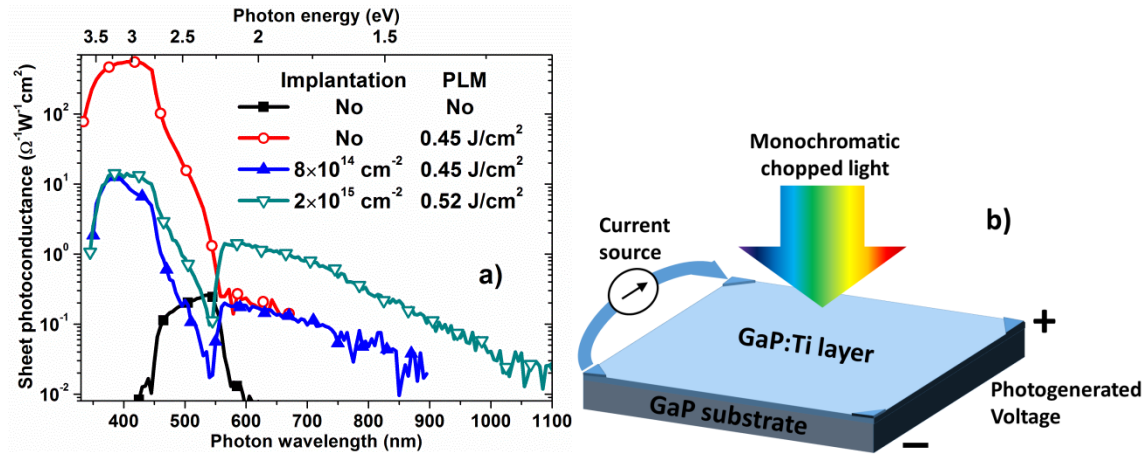 Photon energy (eV)
3.5 3 2.5 2 1.5
Sheet photoconductance (Ω⁻¹W⁻¹cm²)
10²
10¹
10⁰
10⁻¹
10⁻²
Implantation PLM
No No
No 0.45 J/cm²
8×10¹⁴ cm⁻² 0.45 J/cm²
2×10¹⁵ cm⁻² 0.52 J/cm²
a)
400 500 600 700 800 900 1000 1100
Photon wavelength (nm)
Monochromatic
chopped light
b)
Current
source
GaP:Ti layer
+
GaP substrate
Photogenerated
Voltage
−